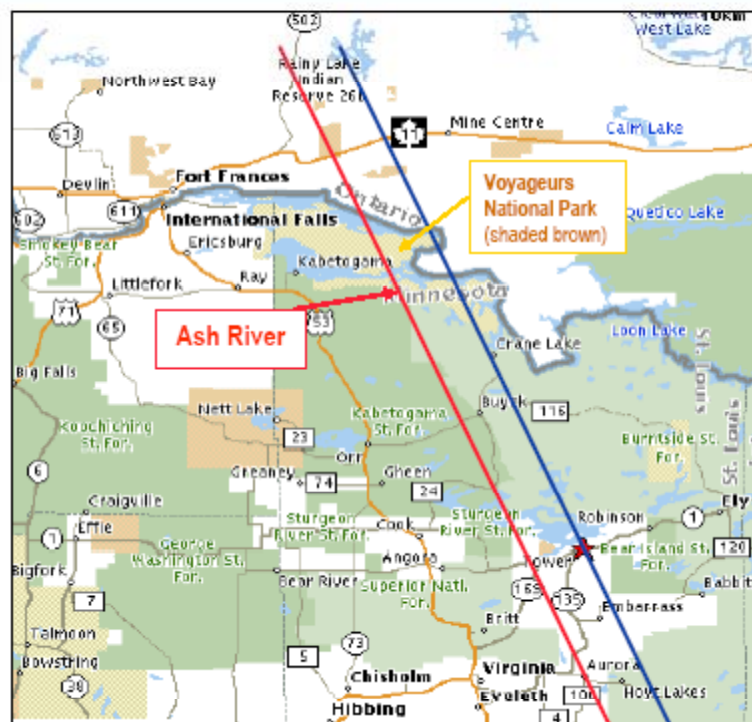 502
West Lake
Rainy Lake
Indian
Reserve 26b
Northwest Bay
11
Mine Centre
Calm Lake
613
Devlin
Fort Frances
Voyageurs
National Park
(shaded brown)
Ontario
602
611
International Falls
Quetico Lake
Smokey Bear
St. For.
Ericsburg
Kabetogama
Littlefork
Ray
Minnesota
71
65
Ash River
53
Loon Lake
St. Louis
Crane Lake
Big Falls
Nett Lake
Kabetogama
St. For.
Buyck
116
Koochiching
St. For.
23
Burntside St.
For.
St. Louis
Orr
6
Greaney
74
Gheen
24
Craigville
Ely
Effie
Sturgeon
River St. For.
Cook
Sturgeon
River St. For.
Robinson
1
1
George
Washington St.
For.
Angora
Tower
Bear Island St.
For.
120
Bigfork
Bear River
Superior Natl.
For.
169
135
Babbitt
7
Embarrass
Talmoon
73
Britt
Bowstring
5
Virginia
Aurora
38
Chisholm
Hoyt Lakes
Hibbing
Eveleth
100
4